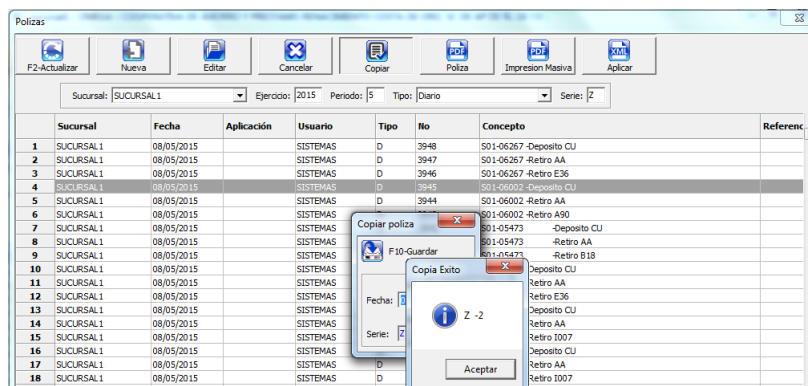 Polizas
F2-Actualizar Nueva Editar Cancelar Copiar Poliza Impresion Masiva Aplicar
Sucursal: SUCURSAL1 Ejercicio: 2015 Periodo: 5 Tipo: Diario Serie: Z
Sucursal Fecha Aplicación Usuario Tipo No Concepto Referenc
1 SUCURSAL1 08/05/2015 SISTEMAS D 3948 S01-06267 -Deposito CU
2 SUCURSAL1 08/05/2015 SISTEMAS D 3947 S01-06267 -Retiro AA
3 SUCURSAL1 08/05/2015 SISTEMAS D 3946 S01-06267 -Retiro E36
4 SUCURSAL1 08/05/2015 SISTEMAS D 3945 S01-06002 -Deposito CU
5 SUCURSAL1 08/05/2015 SISTEMAS D 3944 S01-06002 -Retiro AA
6 SUCURSAL1 08/05/2015 SISTEMAS S01-06002 -Retiro A90
7 SUCURSAL1 08/05/2015 SISTEMAS S01-05473 -Deposito CU
8 SUCURSAL1 08/05/2015 SISTEMAS S01-05473 -Retiro AA
9 SUCURSAL1 08/05/2015 SISTEMAS S01-05473 -Retiro B18
10 SUCURSAL1 08/05/2015 SISTEMAS Deposito CU
11 SUCURSAL1 08/05/2015 SISTEMAS Retiro AA
12 SUCURSAL1 08/05/2015 SISTEMAS Retiro E36
13 SUCURSAL1 08/05/2015 SISTEMAS Deposito CU
14 SUCURSAL1 08/05/2015 SISTEMAS Retiro AA
15 SUCURSAL1 08/05/2015 SISTEMAS Retiro I007
16 SUCURSAL1 08/05/2015 SISTEMAS Deposito CU
17 SUCURSAL1 08/05/2015 SISTEMAS D Retiro AA
18 SUCURSAL1 08/05/2015 SISTEMAS D Retiro I007
Copiar poliza
F10-Guardar
Fecha: 0
Serie: Z
Copia Exito
Z -2
Aceptar